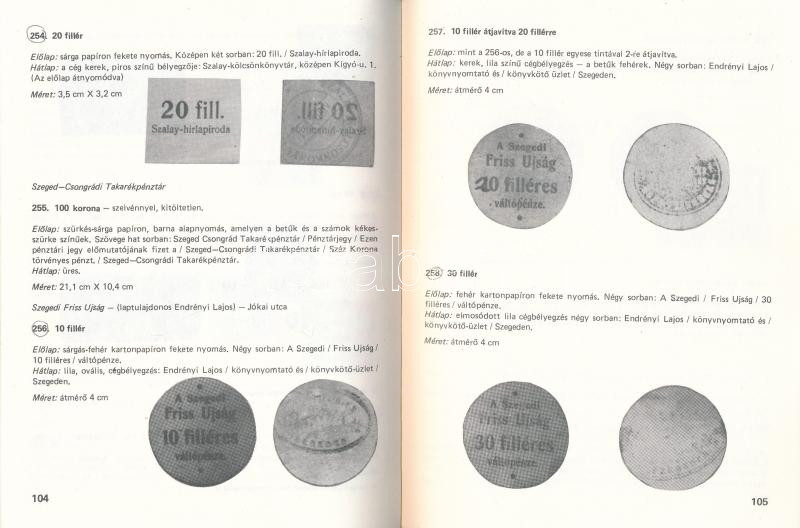 254. 20 fillér
Előlap: sárga papíron fekete nyomás. Középen két sorban: 20 fill. / Szalay-hírlapiroda.
Hátlap: a cég kerek, piros színű bélyegzője: Szalay-kölcsönkönyvtár, középen Kígyó-u. 1.
(Az előlap átnyomódva)
Méret: 3,5 cm X 3,2 cm
20 fill.
Szalay-hirlapiroda
Szeged—Csongrádi Takarékpénztár
255. 100 korona — szelvénnyel, kitöltetlen.
Előlap: szürkés-sárga papíron, barna alapnyomás, amelyen a betűk és a számok kékes-
szürke színűek. Szövege hat sorban: Szeged Csongrád Takarékpénztár / Pénztárjegy / Ezen
pénztári jegy előmutatójának fizet a / Szeged—Csongrádi Takarékpénztár / Száz Korona
törvényes pénzt. / Szeged—Csongrádi Takarékpénztár.
Hátlap: üres.
Méret: 21,1 cm X 10,4 cm
Szegedi Friss Ujság — (laptulajdonos Endrényi Lajos) — Jókai utca
256. 10 fillér
Előlap: sárgás-fehér kartonpapíron fekete nyomás. Négy sorban: A Szegedi / Friss Ujság /
10 filléres / váltópénze.
Hátlap: lila, ovális, cégbélyegzés: Endrényi Lajos / könyvnyomtató és / könyvkötő-üzlet /
Szegeden.
Méret: átmérő 4 cm
A Szegedi
Friss Ujság
10 filléres
váltópénze.
104
257. 10 fillér átjavítva 20 fillérre
Előlap: mint a 256-os, de a 10 fillér egyese tintával 2-re átjavítva.
Hátlap: kerek, lila színű cégbélyegzés — a betűk fehérek. Négy sorban: Endrényi Lajos /
könyvnyomtató és / könyvkötő üzlet / Szegeden.
Méret: átmérő 4 cm
A Szegedi
Friss Ujság
20 filléres
váltópénze.
258. 30 fillér
Előlap: fehér kartonpapíron fekete nyomás. Négy sorban: A Szegedi / Friss Ujság / 30
filléres / váltópénze.
Hátlap: elmosódott lila cégbélyegzés négy sorban: Endrényi Lajos / könyvnyomtató és /
könyvkötő-üzlet / Szegeden.
Méret: átmérő 4 cm
A Szegedi
Friss Ujság
30 filléres
váltópénze.
105